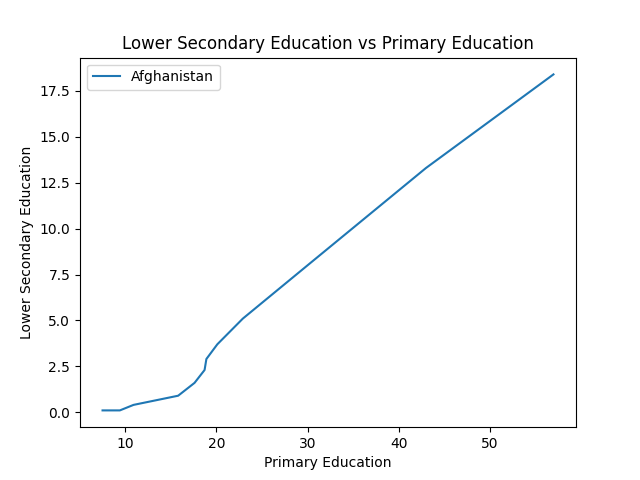 Lower Secondary Education vs Primary Education
Afghanistan
17.5
15.0
12.5
10.0
7.5
5.0
2.5
0.0
Lower Secondary Education
10 20 30 40 50
Primary Education